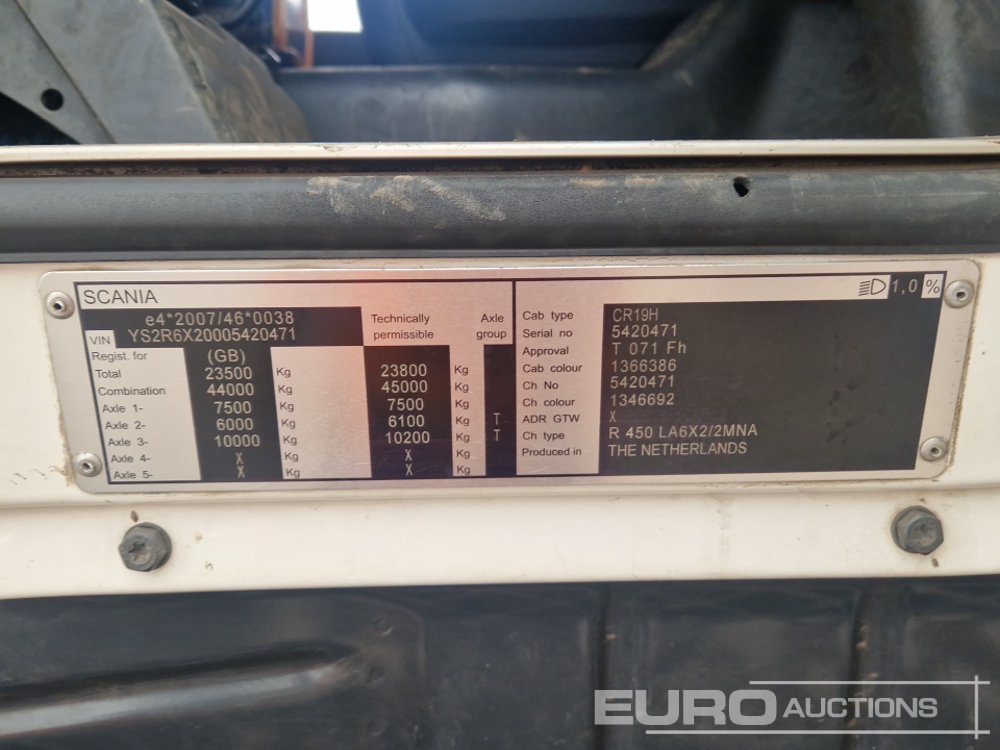 SCANIA
1,0 %
e4*2007/46*0038
VIN YS2R6X20005420471
Technically permissible
Axle group
Regist. for (GB)
Total 23500 Kg 23800 Kg
Combination 44000 Kg 45000 Kg
Axle 1- 7500 Kg 7500 Kg
Axle 2- 6000 Kg 6100 Kg T
Axle 3- 10000 Kg 10200 Kg T
Axle 4- X Kg X Kg
Axle 5- X Kg X Kg
Cab type CR19H
Serial no 5420471
Approval T 071 Fh
Cab colour 1366386
Ch No 5420471
Ch colour 1346692
ADR GTW X
Ch type R 450 LA6X2/2MNA
Produced in THE NETHERLANDS
EURO AUCTIONS